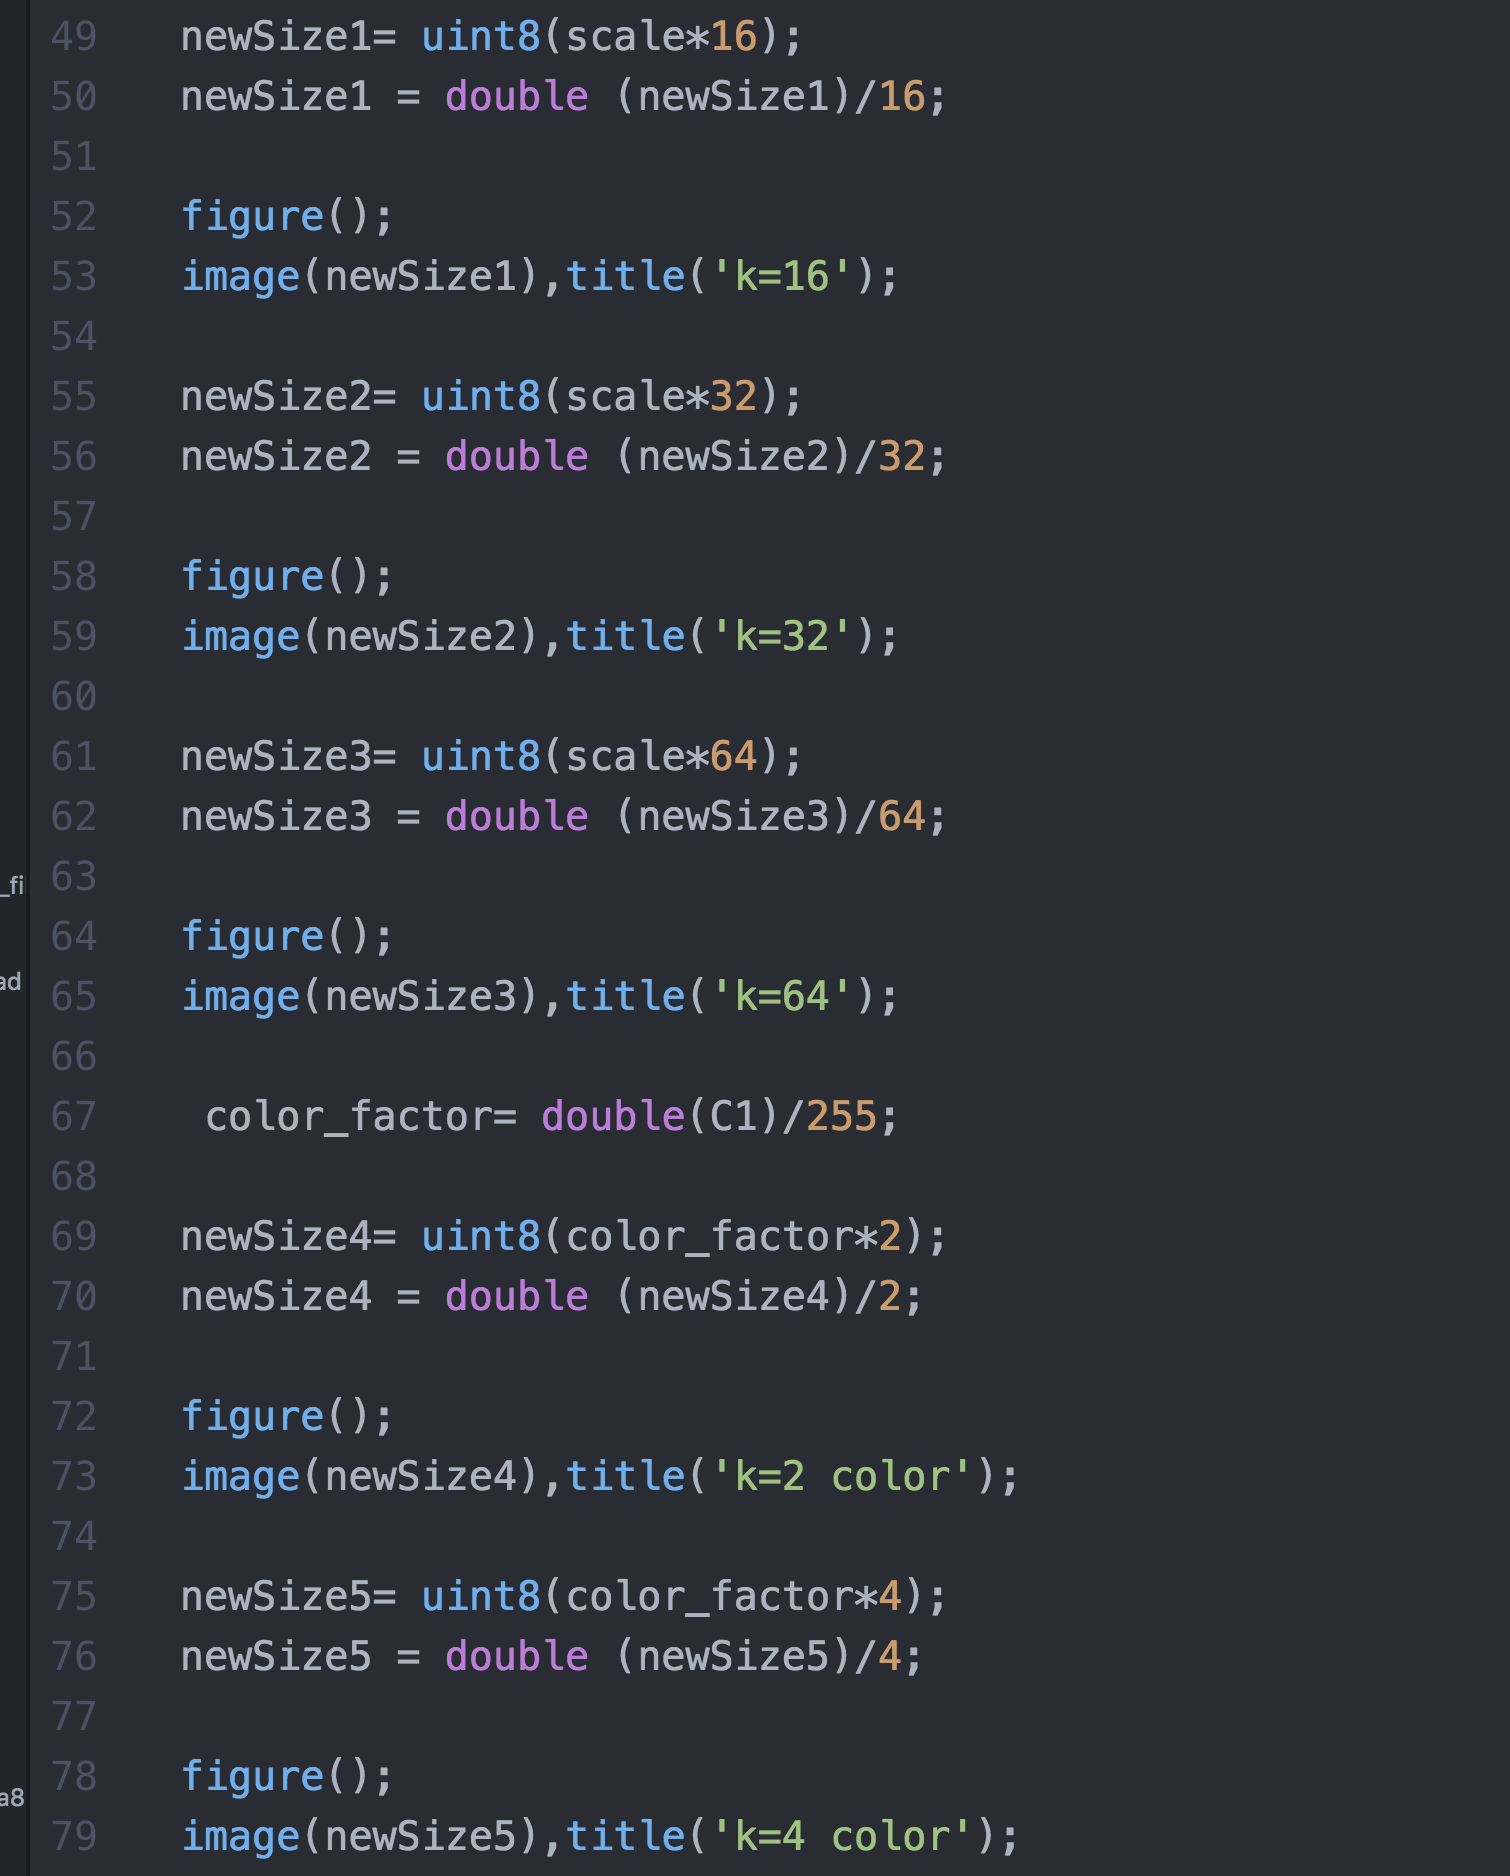 49 newSize1= uint8(scale*16);
50 newSize1 = double (newSize1)/16;
51
52 figure();
53 image(newSize1),title('k=16');
54
55 newSize2= uint8(scale*32);
56 newSize2 = double (newSize2)/32;
57
58 figure();
59 image(newSize2),title('k=32');
60
61 newSize3= uint8(scale*64);
62 newSize3 = double (newSize3)/64;
_fi
63
64 figure();
ad
65 image(newSize3),title('k=64');
66
67 color_factor= double(C1)/255;
68
69 newSize4= uint8(color_factor*2);
70 newSize4 = double (newSize4)/2;
71
72 figure();
73 image(newSize4),title('k=2 color');
74
75 newSize5= uint8(color_factor*4);
76 newSize5 = double (newSize5)/4;
77
78 figure();
a8
79 image(newSize5),title('k=4 color');